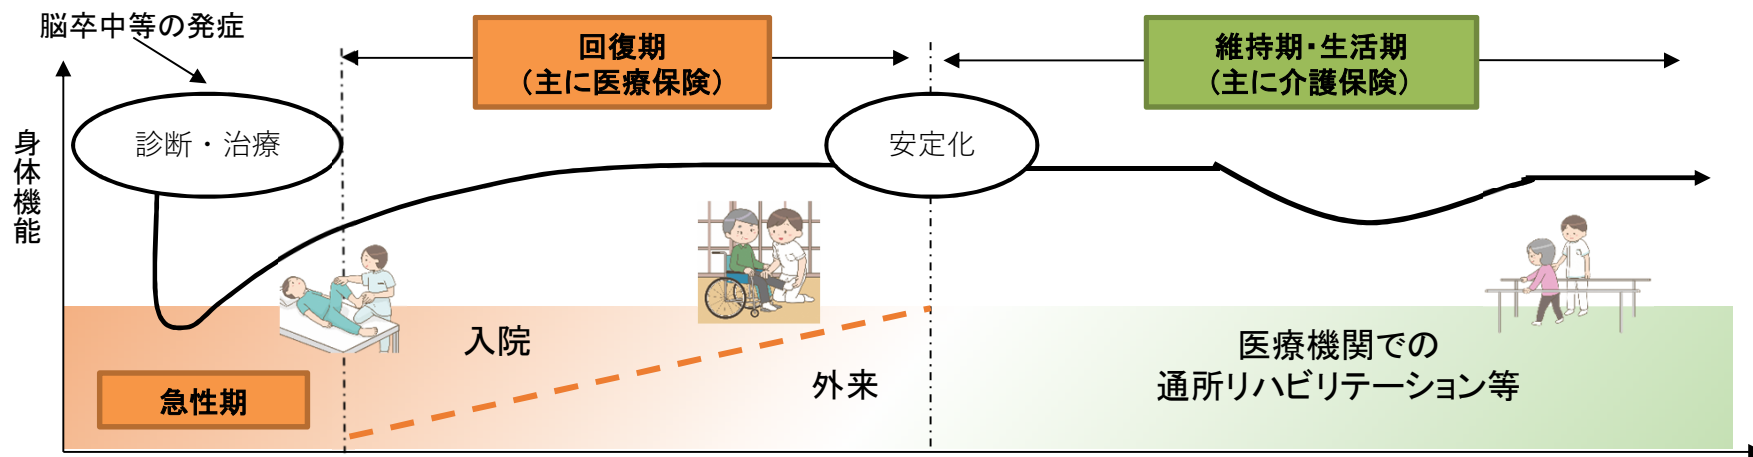 脳卒中等の発症
回復期
（主に医療保険）
維持期・生活期
（主に介護保険）
身体機能
診断・治療
安定化
入院
外来
急性期
医療機関での
通所リハビリテーション等